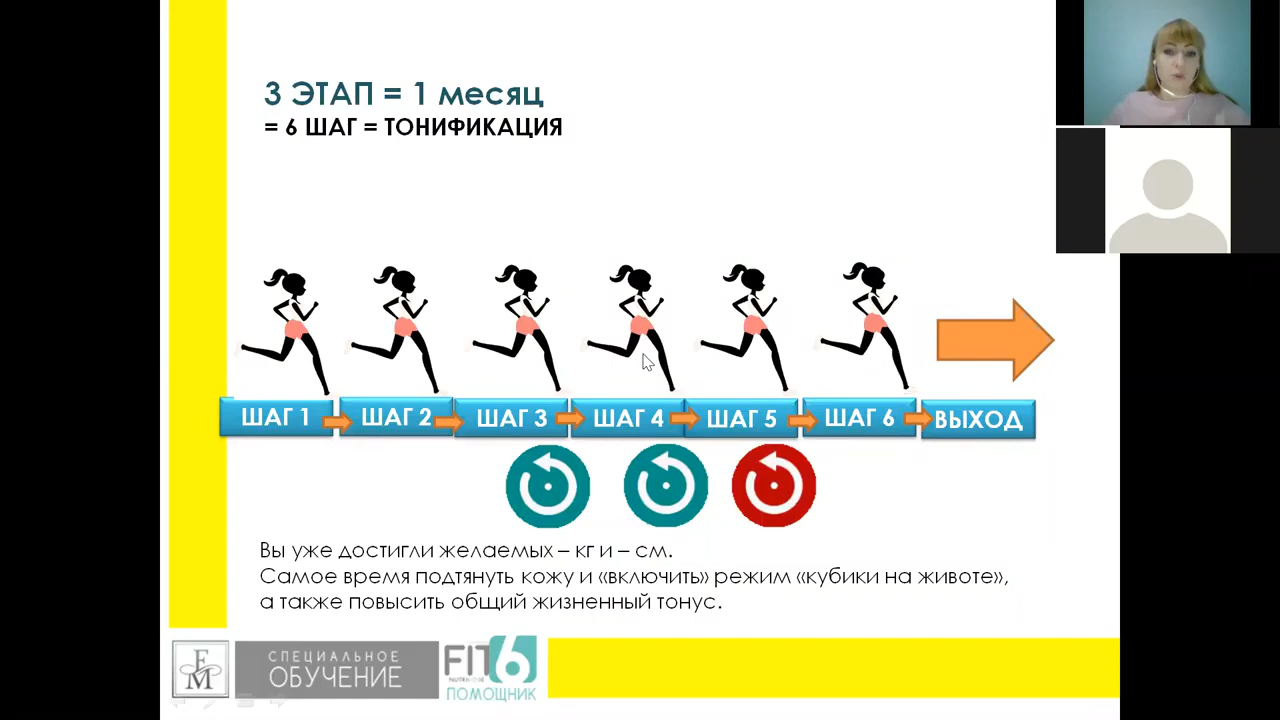 3 ЭТАП = 1 месяц
= 6 ШАГ = ТОНИФИКАЦИЯ
ШАГ 1
ШАГ 2
ШАГ 3
ШАГ 4
ШАГ 5
ШАГ 6
ВЫХОД
Вы уже достигли желаемых – кг и – см.
Самое время подтянуть кожу и «включить» режим «кубики на животе»,
а также повысить общий жизненный тонус.
FM
СПЕЦИАЛЬНОЕ
ОБУЧЕНИЕ
FIT6
ПОМОЩНИК